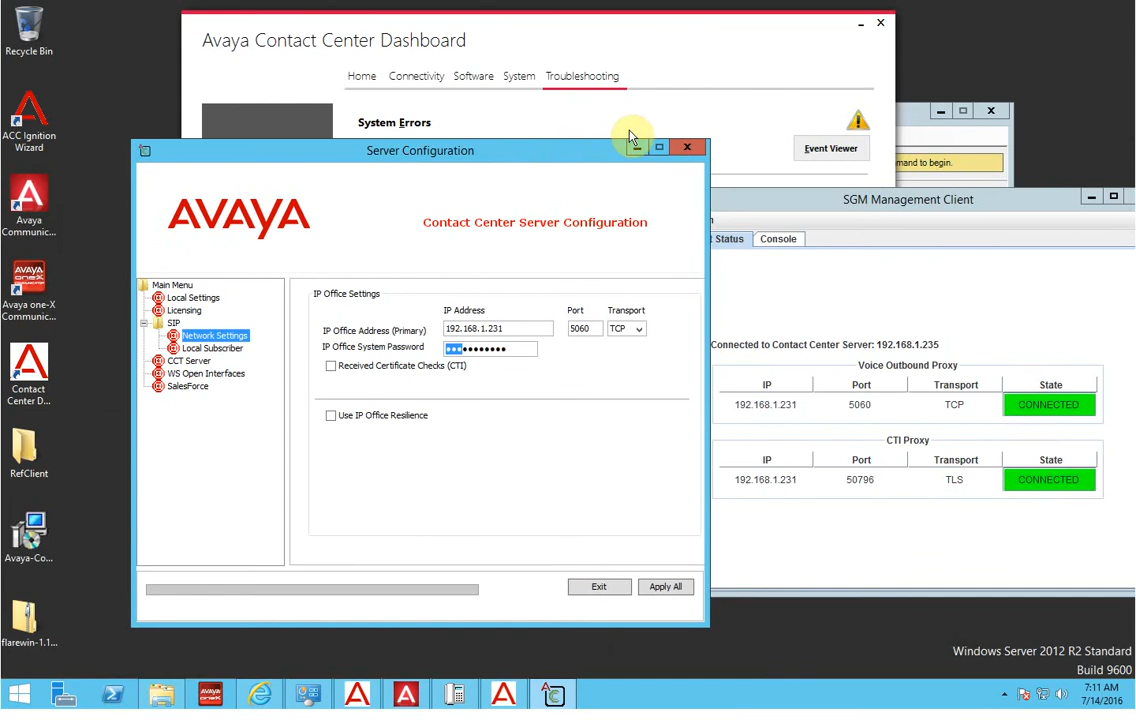 Recycle Bin
ACC Ignition
Wizard
Avaya
Communic...
Avaya one-X
Communic...
Contact
Center D...
RefClient
Avaya-Co...
flarewin-1.1...
Avaya Contact Center Dashboard
Home Connectivity Software System Troubleshooting
System Errors
Event Viewer
mand to begin.
Server Configuration
AVAYA
Contact Center Server Configuration
Main Menu
Local Settings
Licensing
SIP
Network Settings
Local Subscriber
CCT Server
WS Open Interfaces
SalesForce
IP Office Settings
IP Address Port Transport
IP Office Address (Primary) 192.168.1.231 5060 TCP
IP Office System Password
Received Certificate Checks (CTI)
Use IP Office Resilience
Exit Apply All
SGM Management Client
t Status Console
Connected to Contact Center Server: 192.168.1.235
Voice Outbound Proxy
IP Port Transport State
192.168.1.231 5060 TCP CONNECTED
CTI Proxy
IP Port Transport State
192.168.1.231 50796 TLS CONNECTED
Windows Server 2012 R2 Standard
Build 9600
7:11 AM
7/14/2016